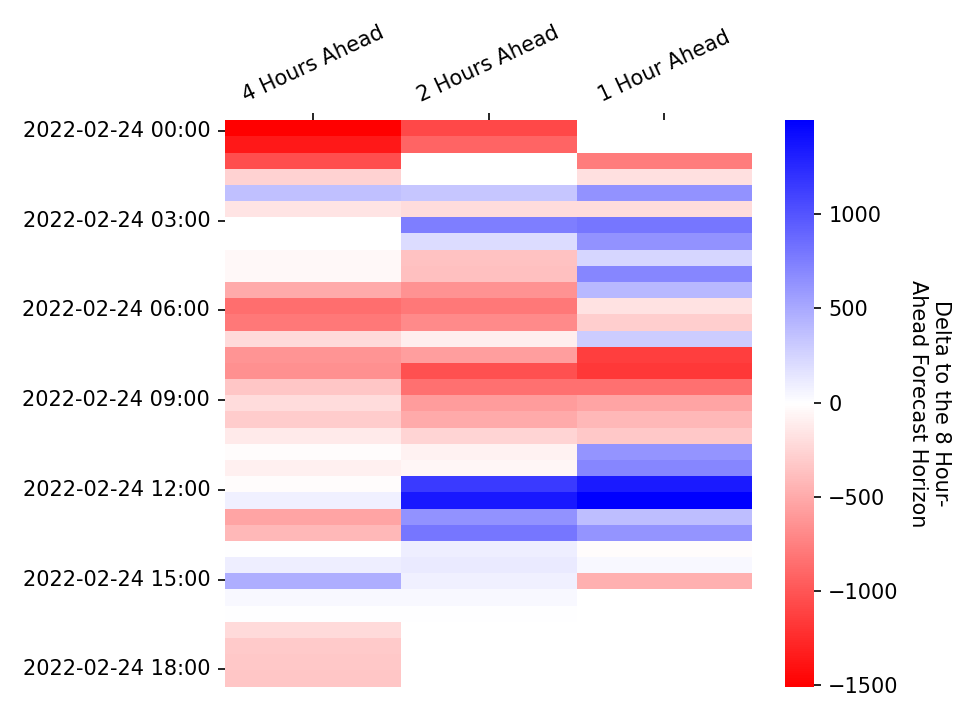 4 Hours Ahead
2 Hours Ahead
1 Hour Ahead
2022-02-24 00:00
2022-02-24 03:00
2022-02-24 06:00
2022-02-24 09:00
2022-02-24 12:00
2022-02-24 15:00
2022-02-24 18:00
1000
500
0
−500
−1000
−1500
Delta to the 8 Hour-
Ahead Forecast Horizon